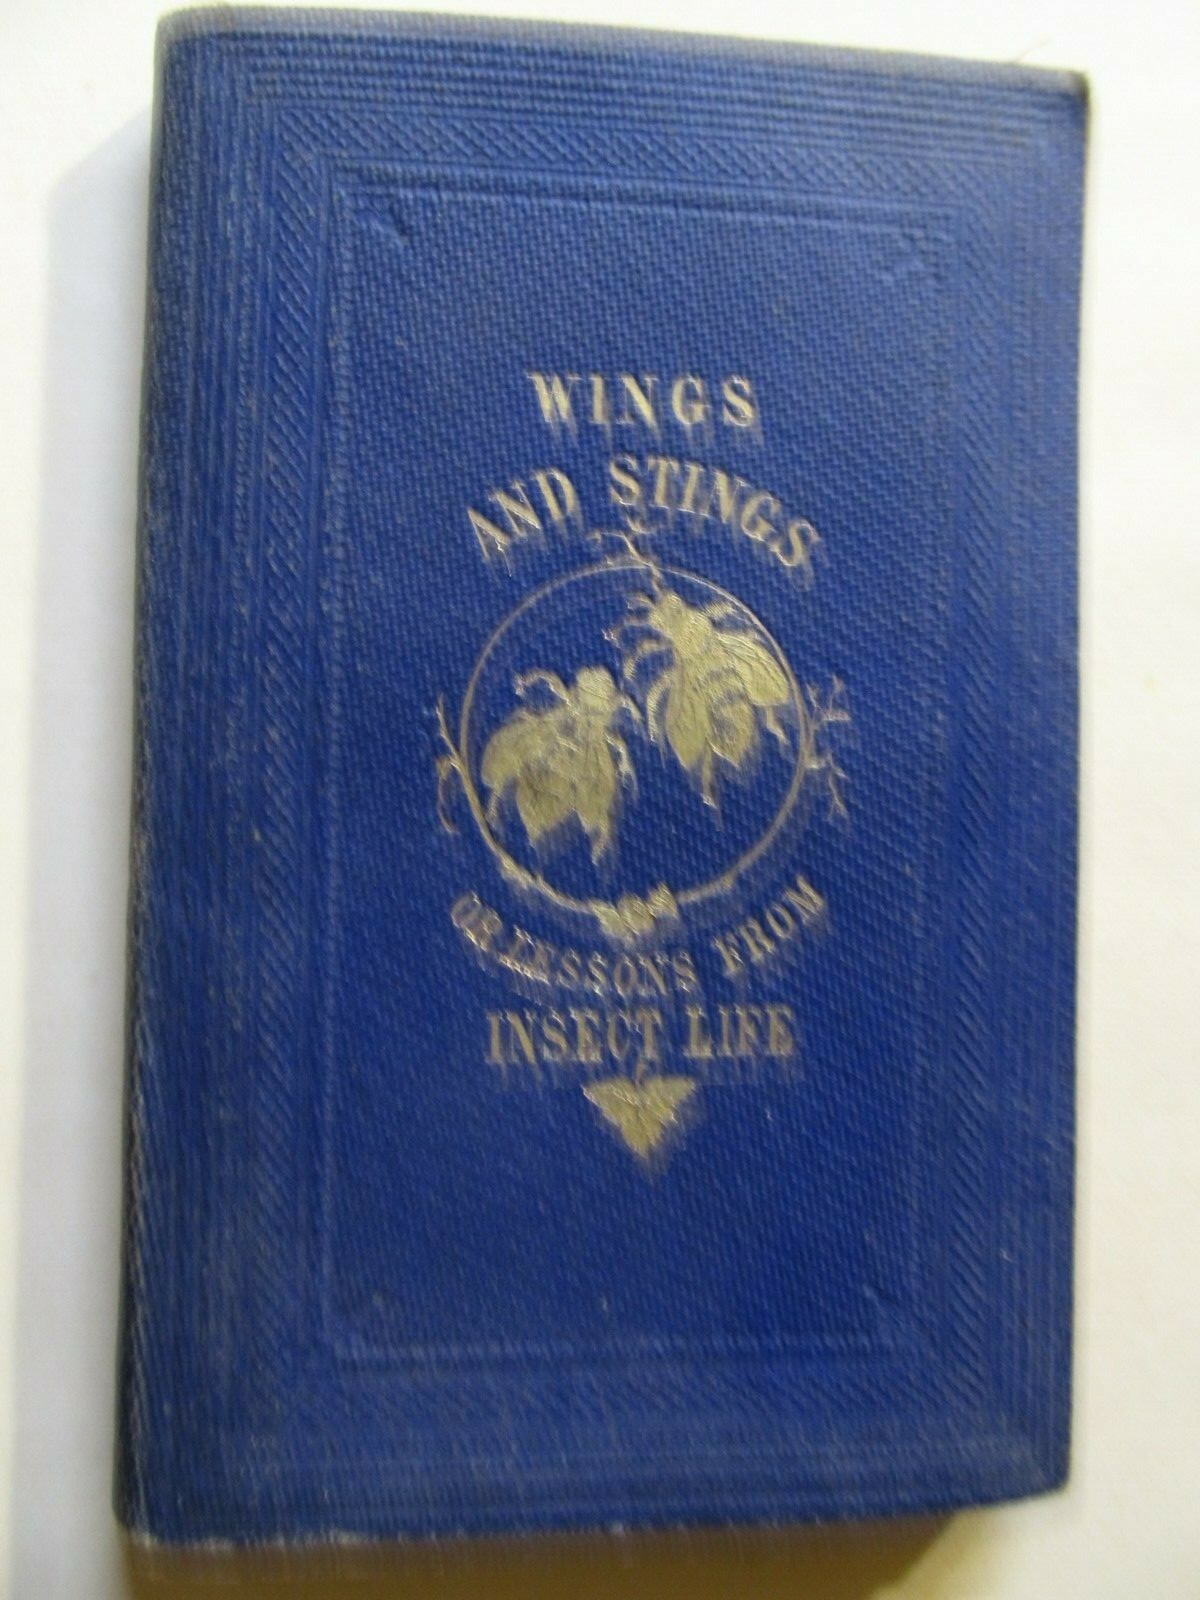 WINGS
AND STINGS
OR LESSONS FROM
INSECT LIFE